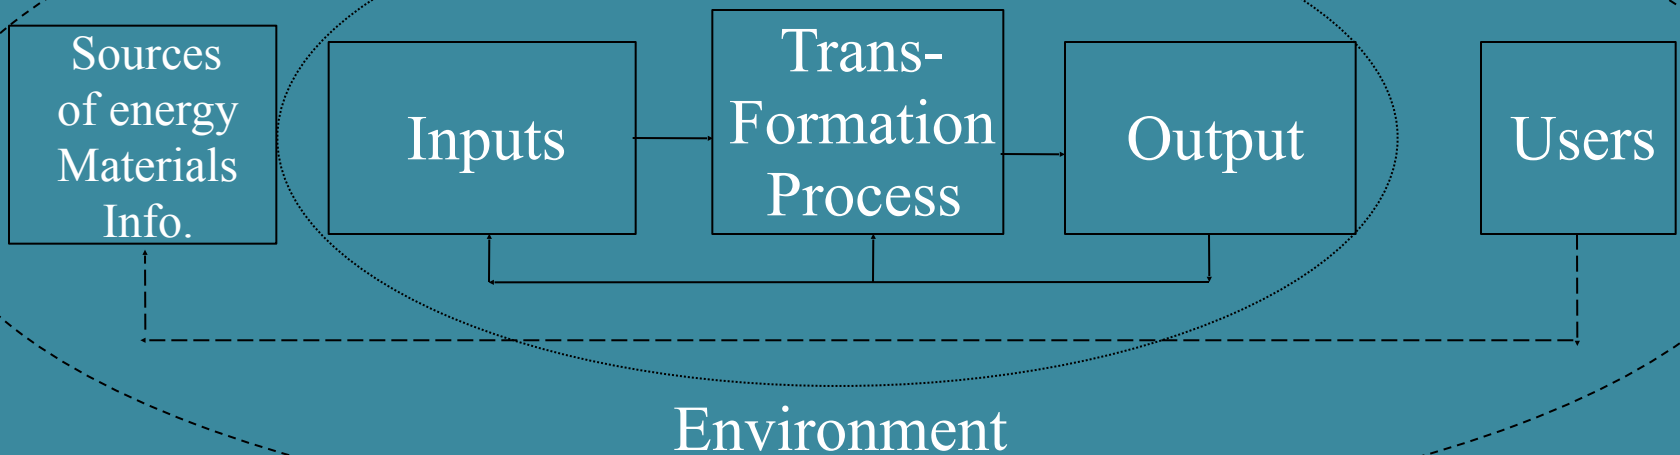 Sources
of energy
Materials
Info.
Inputs
Trans-
Formation
Process
Output
Users
Environment